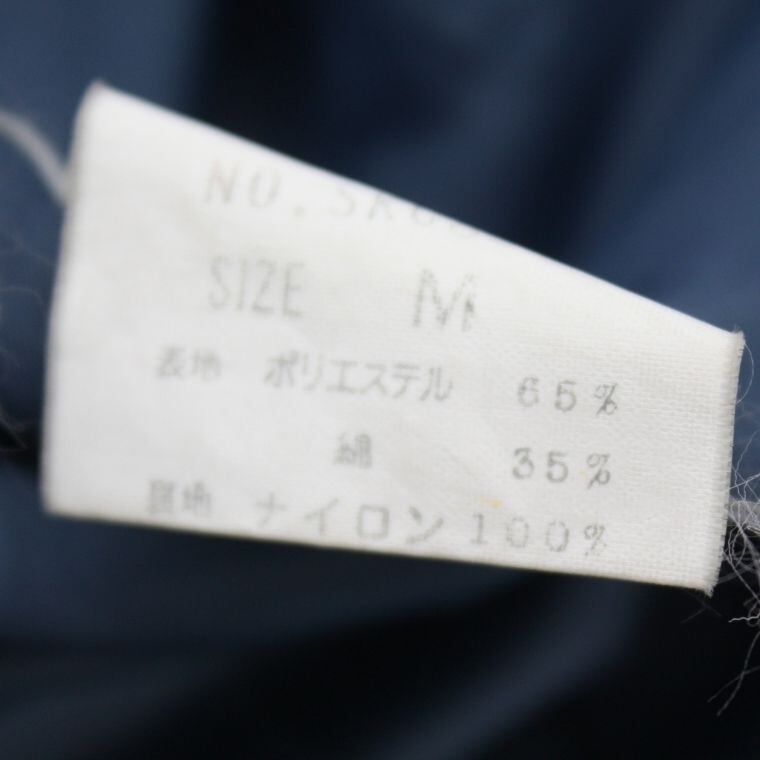 NO.
SIZE M
表地 ポリエステル 65%
綿 35%
裏地 ナイロン 100%